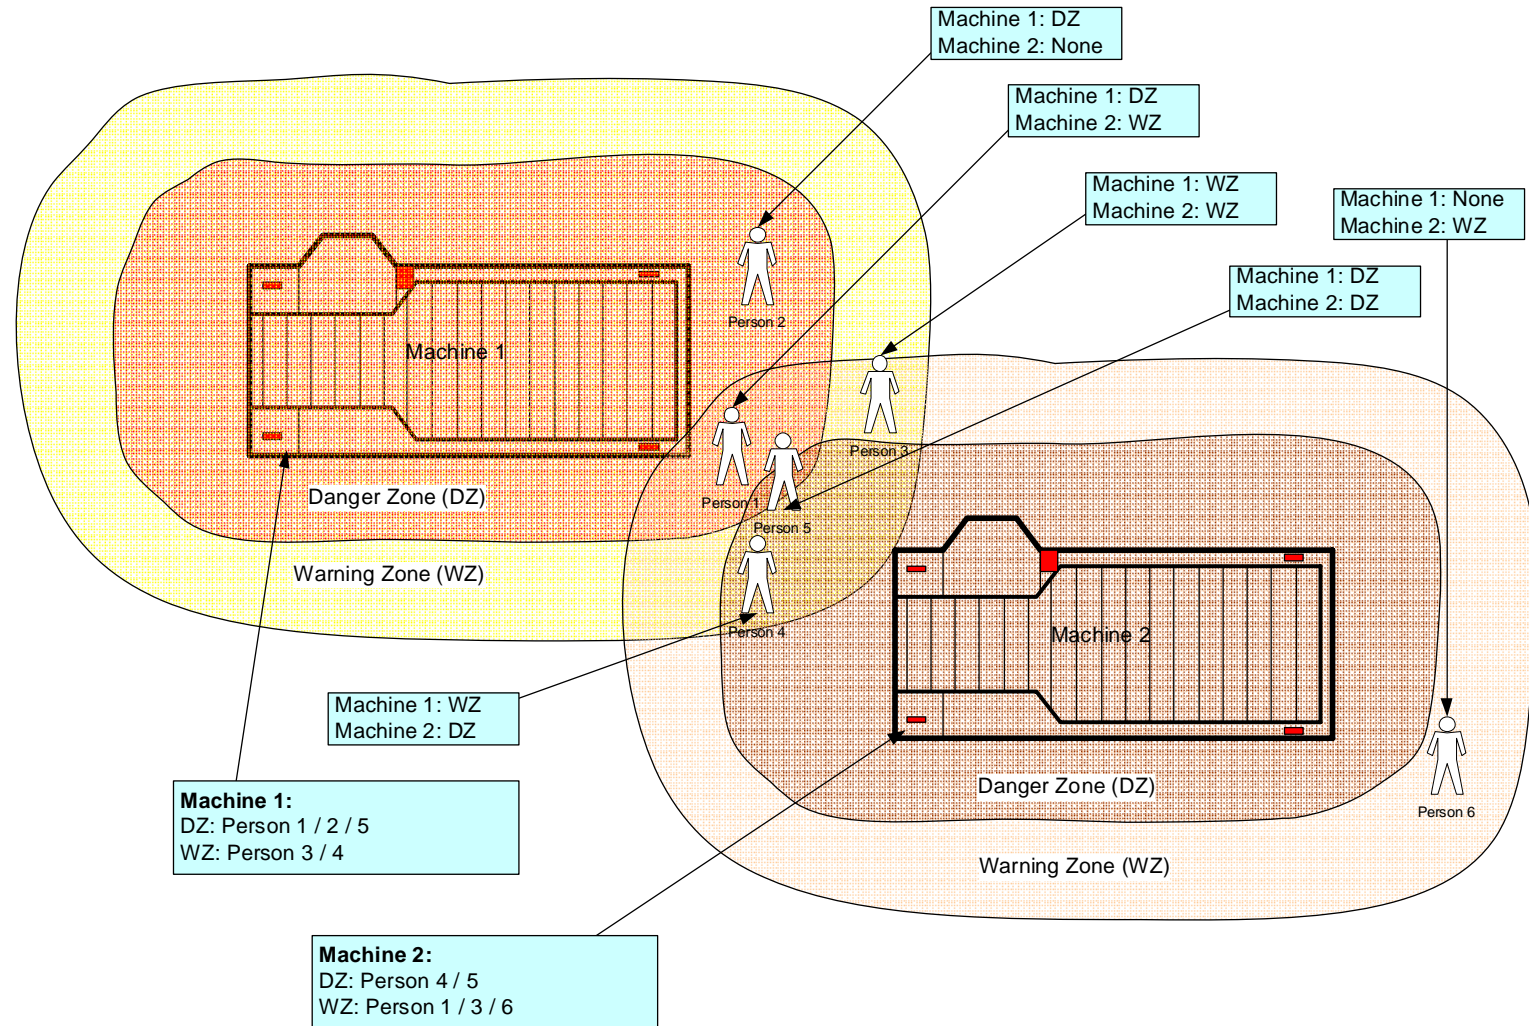 Machine 1: DZ
Machine 2: None
Machine 1: DZ
Machine 2: WZ
Machine 1: WZ
Machine 2: WZ
Machine 1: None
Machine 2: WZ
Machine 1: DZ
Machine 2: DZ
Person 2
Machine 1
Person 3
Danger Zone (DZ)
Person 1
Person 5
Warning Zone (WZ)
Person 4
Machine 2
Machine 1: WZ
Machine 2: DZ
Danger Zone (DZ)
Person 6
Machine 1:
DZ: Person 1 / 2 / 5
WZ: Person 3 / 4
Warning Zone (WZ)
Machine 2:
DZ: Person 4 / 5
WZ: Person 1 / 3 / 6